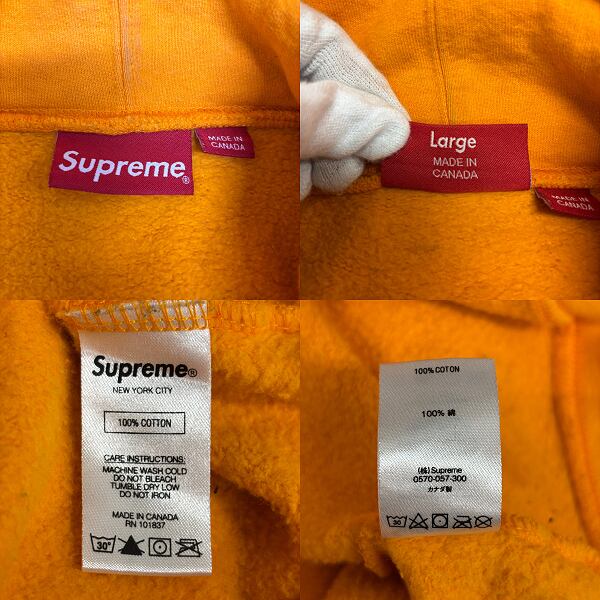 Supreme®
MADE IN
CANADA
Large
MADE IN
CANADA
MADE IN
CANADA
Supreme®
NEW YORK CITY
100% COTTON
CARE INSTRUCTIONS:
MACHINE WASH COLD
DO NOT BLEACH
TUMBLE DRY LOW
DO NOT IRON
MADE IN CANADA
RN 101837
30°
100% COTON
100% 綿
(株) Supreme
0570-057-300
カナダ製
30